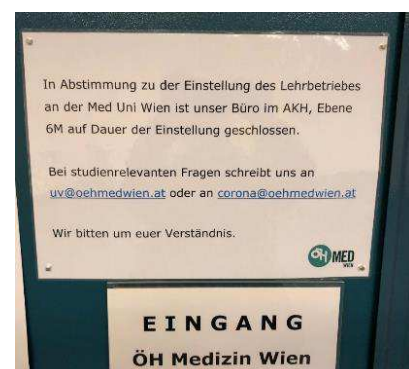 In Abstimmung zu der Einstellung des Lehrbetriebes
an der Med Uni Wien ist unser Büro im AKH, Ebene
6M auf Dauer der Einstellung geschlossen.
Bei studienrelevanten Fragen schreibt uns an
uv@oehmedwien.at oder an corona@oehmedwien.at
Wir bitten um euer Verständnis.
ÖH MED
WIEN
EINGANG
ÖH Medizin Wien